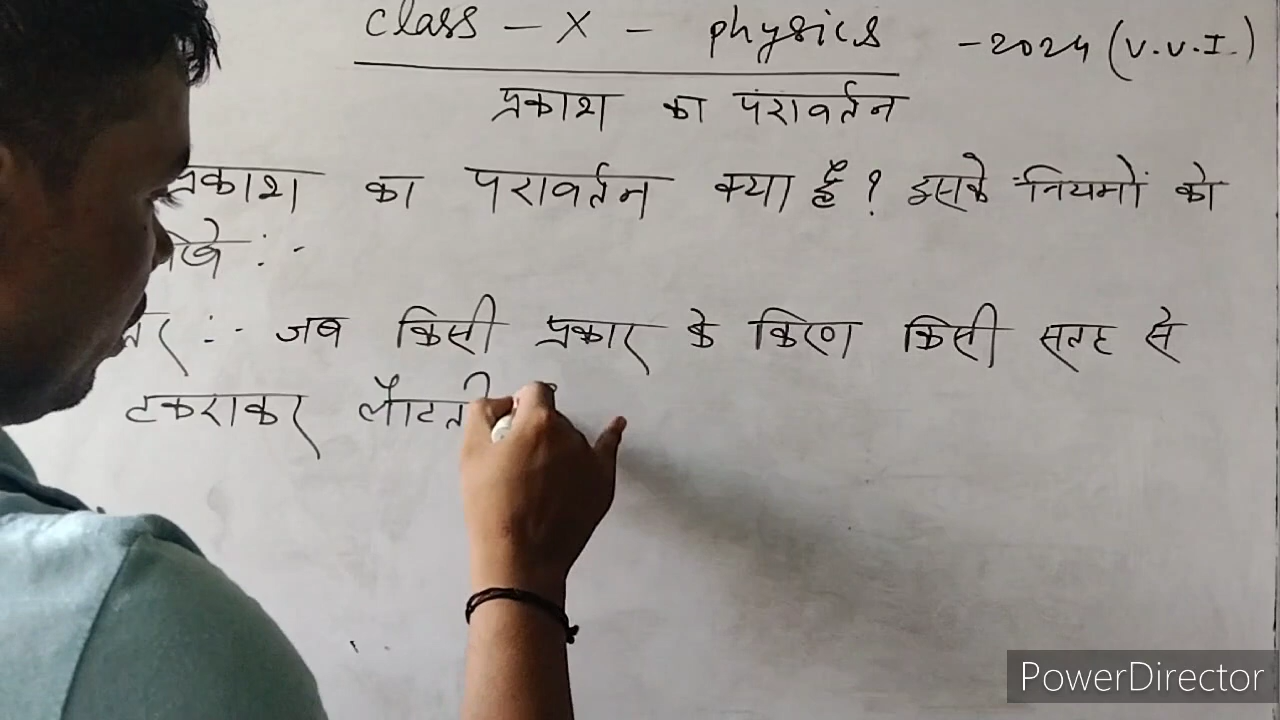 class - X - physics - 2024 (V.V.I.)
प्रकाश का परावर्तन
प्रकाश का परावर्तन क्या हैं? इसके नियमों को
:-
:- जब किसी प्रकार के किरण किसी सतह से
टकराकर लौटती
PowerDirector